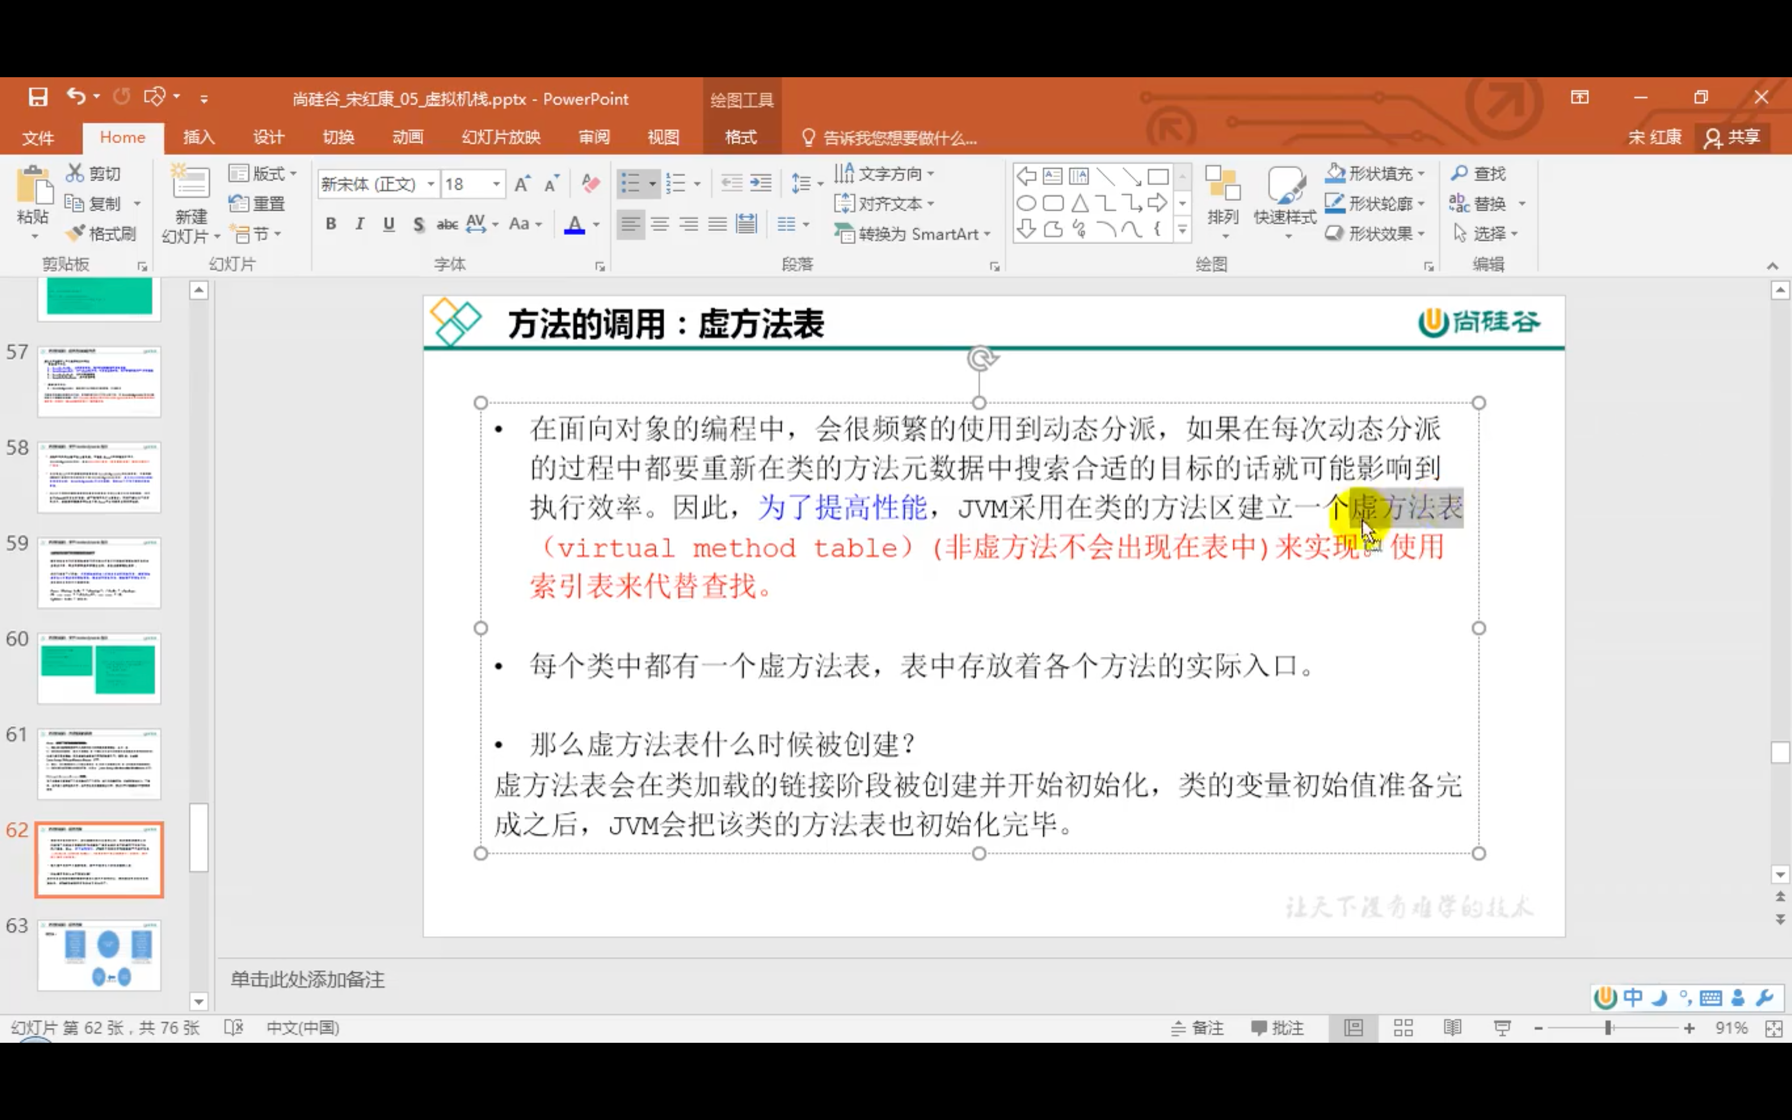 尚硅谷_宋红康_05_虚拟机栈.pptx - PowerPoint
绘图工具
文件 Home 插入 设计 切换 动画 幻灯片放映 审阅 视图 格式 告诉我您想要做什么... 宋 红康 共享
粘贴 剪切 复制 格式刷 剪贴板
新建幻灯片 版式 重置 节 幻灯片
新宋体 (正文) 18
B I U S abc AV Aa A
字体
文字方向 对齐文本 转换为 SmartArt 段落
排列 快速样式 形状填充 形状轮廓 形状效果 绘图
查找 替换 选择 编辑
57
58
59
60
61
62
63
方法的调用：虚方法表
尚硅谷
• 在面向对象的编程中，会很频繁的使用到动态分派，如果在每次动态分派
的过程中都要重新在类的方法元数据中搜索合适的目标的话就可能影响到
执行效率。因此，为了提高性能，JVM采用在类的方法区建立一个虚方法表
（virtual method table）(非虚方法不会出现在表中)来实现。使用
索引表来代替查找。
• 每个类中都有一个虚方法表，表中存放着各个方法的实际入口。
• 那么虚方法表什么时候被创建？
虚方法表会在类加载的链接阶段被创建并开始初始化，类的变量初始值准备完
成之后，JVM会把该类的方法表也初始化完毕。
让天下没有难学的技术
单击此处添加备注
中
幻灯片 第 62 张，共 76 张 中文(中国) 备注 批注 91%